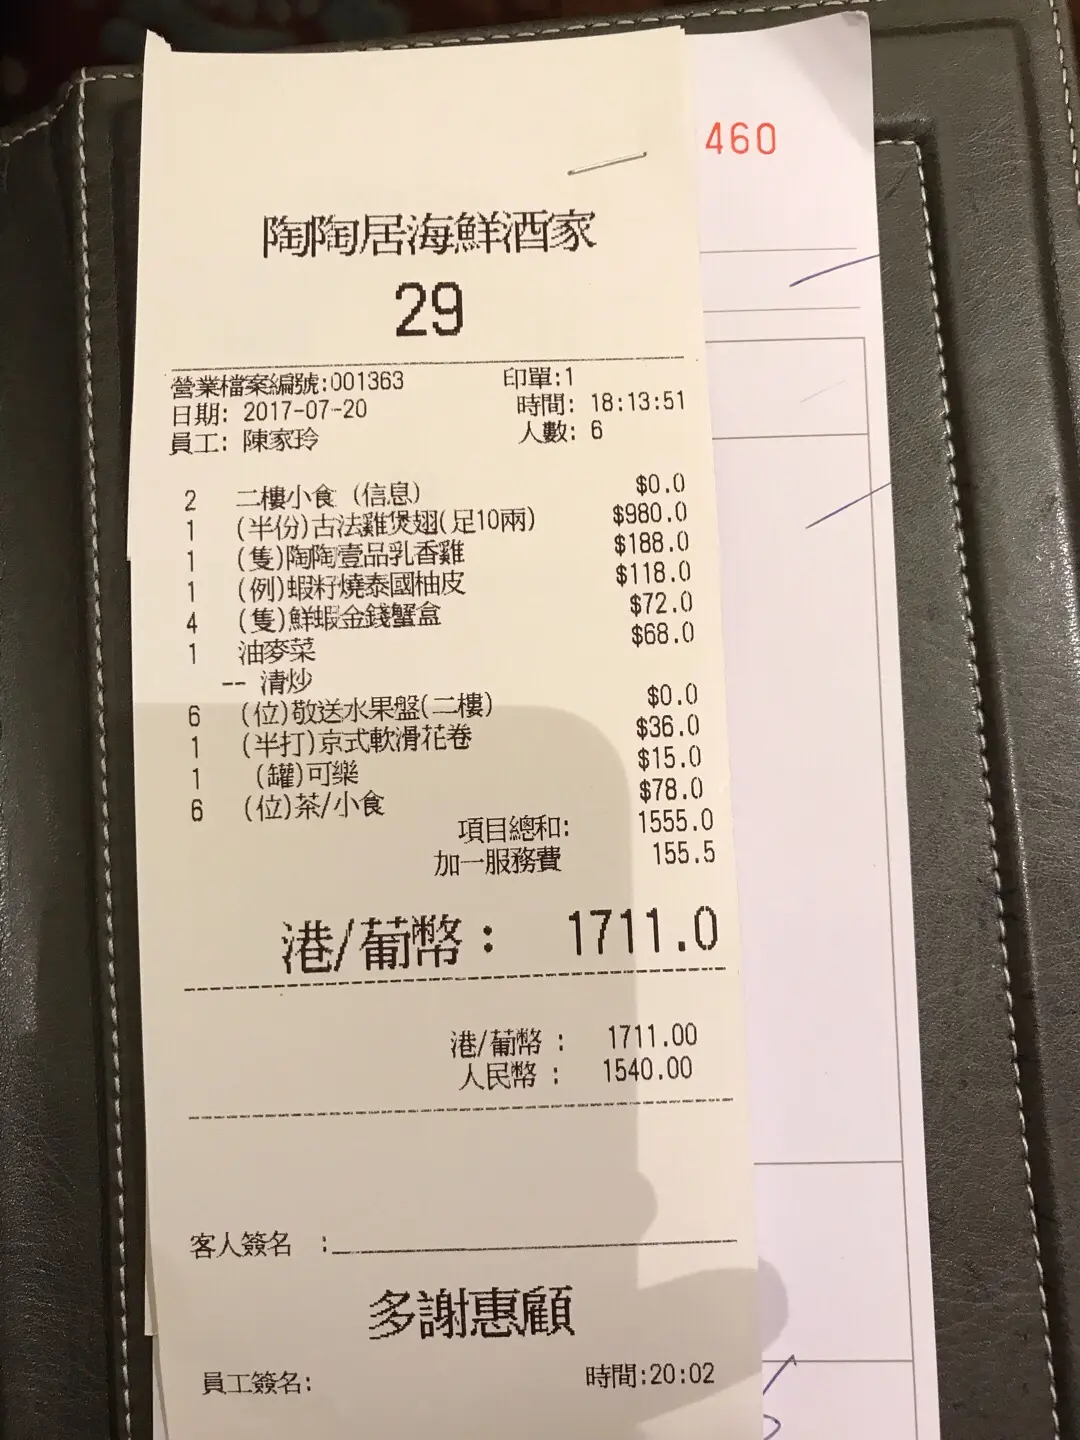 460
陶陶居海鮮酒家
29
營業檔案編號:001363 印單:1
日期: 2017-07-20 時間: 18:13:51
員工: 陳家玲 人數: 6
2 二樓小食 (信息) $0.0
1 (半份)古法雞煲翅(足10兩) $980.0
1 (隻)陶陶壹品乳香雞 $188.0
1 (例)蝦籽燒泰國柚皮 $118.0
4 (隻)鮮蝦金錢蟹盒 $72.0
1 油麥菜 $68.0
-- 清炒
6 (位)敬送水果盤(二樓) $0.0
1 (半打)京式軟滑花卷 $36.0
1 (罐)可樂 $15.0
6 (位)茶/小食 $78.0
項目總和: 1555.0
加一服務費 155.5
港/葡幣: 1711.0
港/葡幣: 1711.00
人民幣: 1540.00
客人簽名 :
多謝惠顧
員工簽名: 時間:20:02